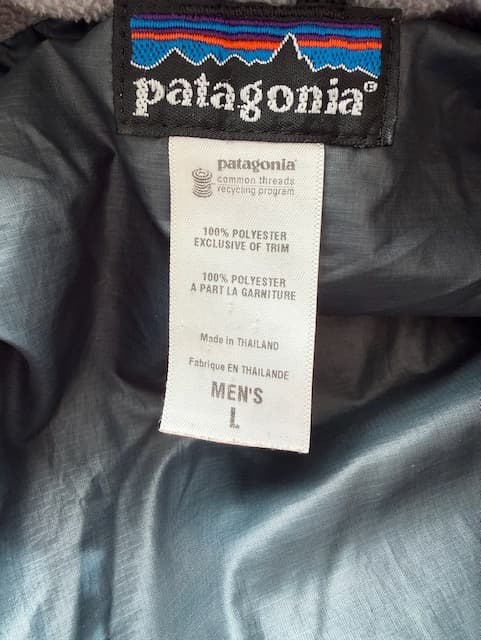 patagonia®
patagonia®
common threads
recycling program
100% POLYESTER
EXCLUSIVE OF TRIM
100% POLYESTER
A PART LA GARNITURE
Made in THAILAND
Fabrique EN THAILANDE
MEN'S
L